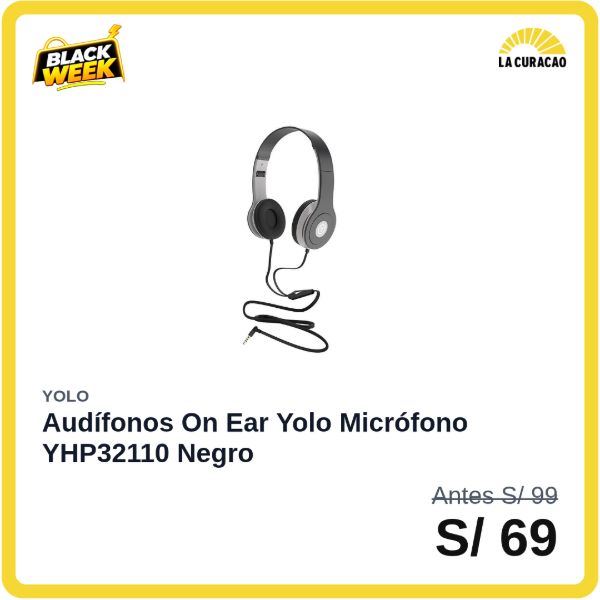 BLACK
WEEK
LA CURACAO
YOLO
Audífonos On Ear Yolo Micrófono
YHP32110 Negro
Antes S/ 99
S/ 69